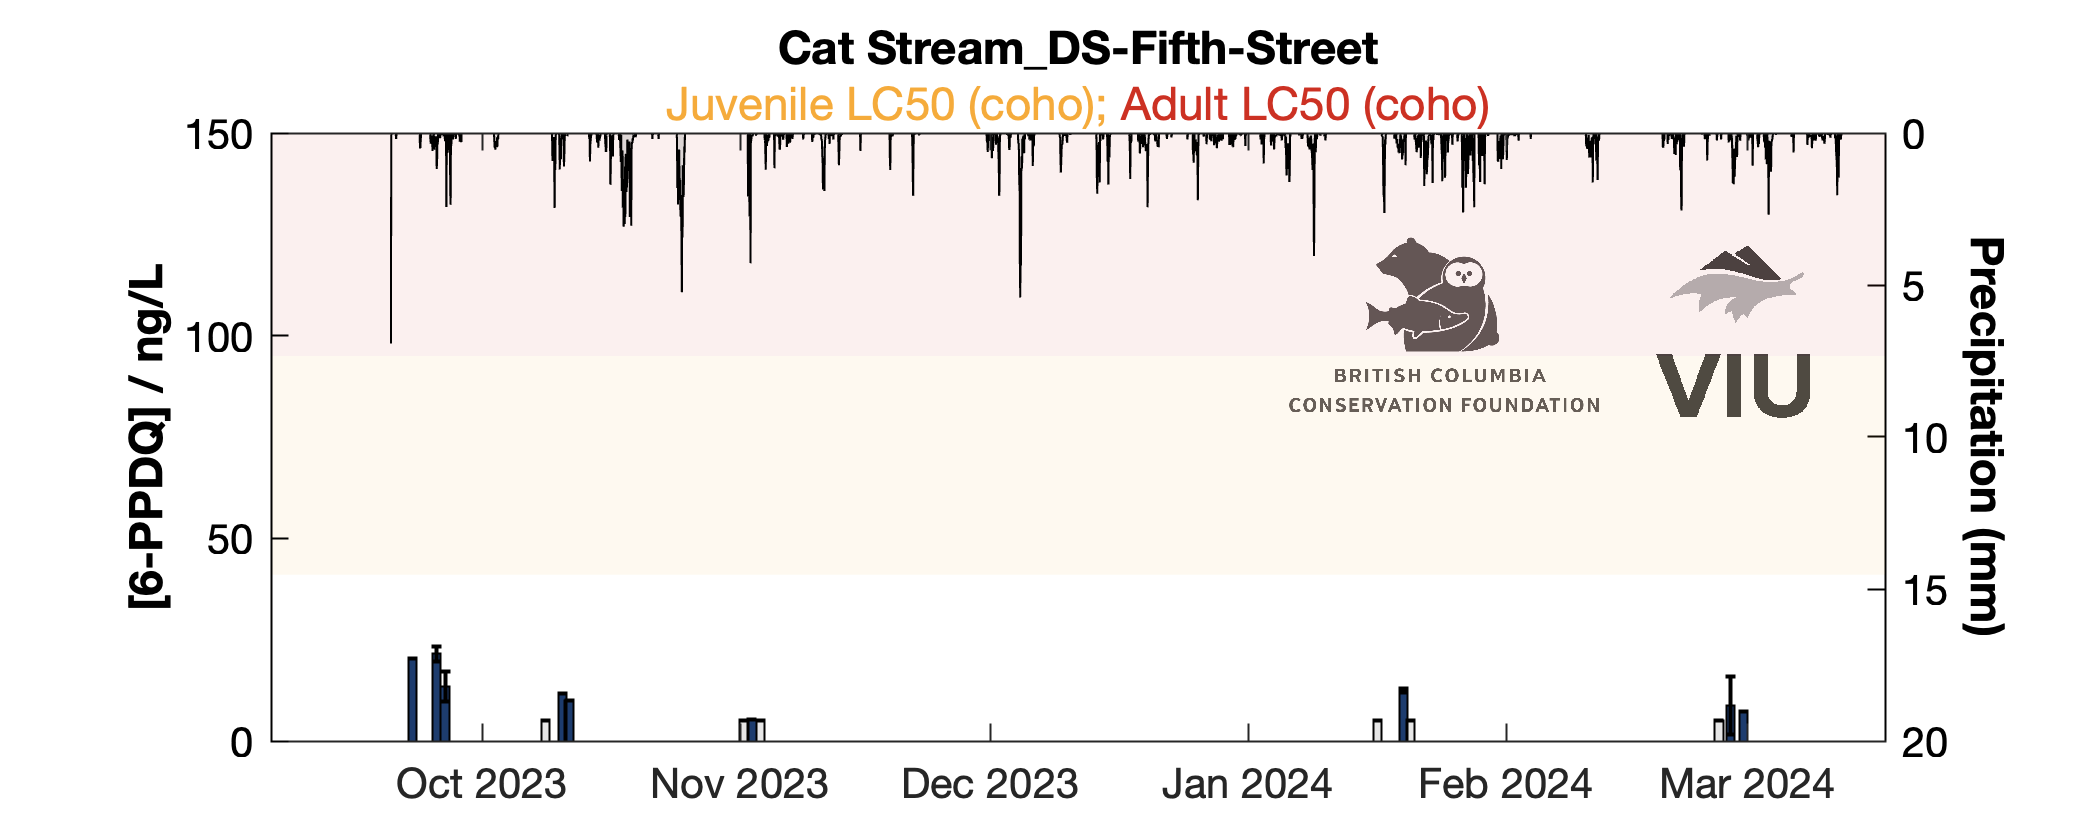 Cat Stream_DS-Fifth-Street
Juvenile LC50 (coho); Adult LC50 (coho)
150
100
50
0
[6-PPDQ] / ng/L
0
5
10
15
20
Precipitation (mm)
BRITISH COLUMBIA
CONSERVATION FOUNDATION
VIU
Oct 2023
Nov 2023
Dec 2023
Jan 2024
Feb 2024
Mar 2024